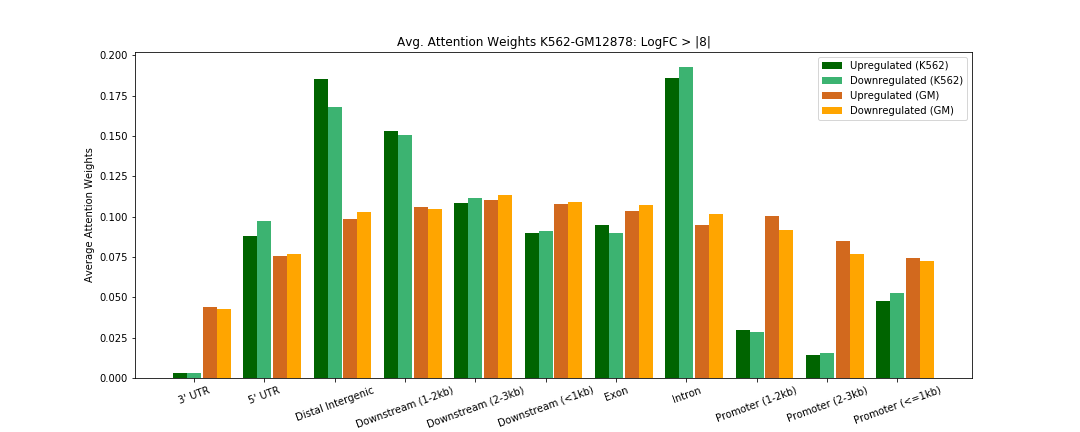 Avg. Attention Weights K562-GM12878: LogFC > |8|
Upregulated (K562)
Downregulated (K562)
Upregulated (GM)
Downregulated (GM)
Average Attention Weights
0.200
0.175
0.150
0.125
0.100
0.075
0.050
0.025
0.000
3' UTR
5' UTR
Distal Intergenic
Downstream (1-2kb)
Downstream (2-3kb)
Downstream (<1kb)
Exon
Intron
Promoter (1-2kb)
Promoter (2-3kb)
Promoter (<=1kb)